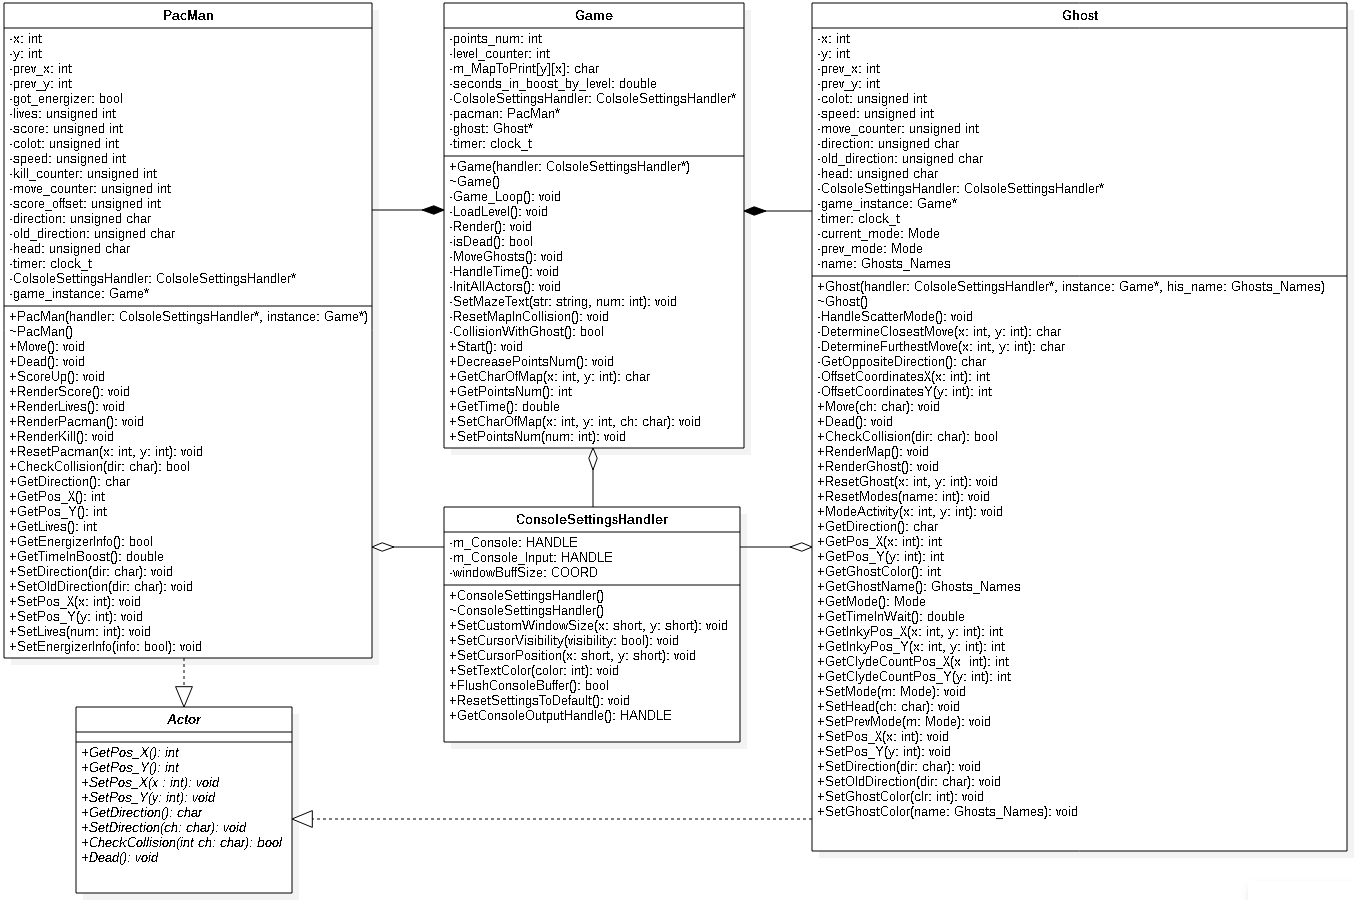 PacMan
-x: int
-y: int
-prev_x: int
-prev_y: int
-got_energizer: bool
-lives: unsigned int
-score: unsigned int
-colot: unsigned int
-speed: unsigned int
-kill_counter: unsigned int
-move_counter: unsigned int
-score_offset: unsigned int
-direction: unsigned char
-old_direction: unsigned char
-head: unsigned char
-timer: clock_t
-ColsoleSettingsHandler: ColsoleSettingsHandler*
-game_instance: Game*
+PacMan(handler: ColsoleSettingsHandler*, instance: Game*)
~PacMan()
+Move(): void
+Dead(): void
+ScoreUp(): void
+RenderScore(): void
+RenderLives(): void
+RenderPacman(): void
+RenderKill(): void
+ResetPacman(x: int, y: int): void
+CheckCollision(dir: char): bool
+GetDirection(): char
+GetPos_X(): int
+GetPos_Y(): int
+GetLives(): int
+GetEnergizerInfo(): bool
+GetTimeInBoost(): double
+SetDirection(dir: char): void
+SetOldDirection(dir: char): void
+SetPos_X(x: int): void
+SetPos_Y(y: int): void
+SetLives(num: int): void
+SetEnergizerInfo(info: bool): void
Game
-points_num: int
-level_counter: int
-m_MapToPrint[y][x]: char
-seconds_in_boost_by_level: double
-ColsoleSettingsHandler: ColsoleSettingsHandler*
-pacman: PacMan*
-ghost: Ghost*
-timer: clock_t
+Game(handler: ColsoleSettingsHandler*)
~Game()
-Game_Loop(): void
-LoadLevel(): void
-Render(): void
-isDead(): bool
-MoveGhosts(): void
-HandleTime(): void
-InitAllActors(): void
-SetMazeText(str: string, num: int): void
-ResetMapInCollision(): void
-CollisionWithGhost(): bool
+Start(): void
+DecreasePointsNum(): void
+GetCharOfMap(x: int, y: int): char
+GetPointsNum(): int
+GetTime(): double
+SetCharOfMap(x: int, y: int, ch: char): void
+SetPointsNum(num: int): void
Ghost
-x: int
-y: int
-prev_x: int
-prev_y: int
-colot: unsigned int
-speed: unsigned int
-move_counter: unsigned int
-direction: unsigned char
-old_direction: unsigned char
-head: unsigned char
-ColsoleSettingsHandler: ColsoleSettingsHandler*
-game_instance: Game*
-timer: clock_t
-current_mode: Mode
-prev_mode: Mode
-name: Ghosts_Names
+Ghost(handler: ColsoleSettingsHandler*, instance: Game*, his_name: Ghosts_Names)
~Ghost()
-HandleScatterMode(): void
-DetermineClosestMove(x: int, y: int): char
-DetermineFurthestMove(x: int, y: int): char
-GetOppositeDirection(): char
-OffsetCoordinatesX(x: int): int
-OffsetCoordinatesY(y: int): int
+Move(ch: char): void
+Dead(): void
+CheckCollision(dir: char): bool
+RenderMap(): void
+RenderGhost(): void
+ResetGhost(x: int, y: int): void
+ResetModes(name: int): void
+ModeActivity(x: int, y: int): void
+GetDirection(): char
+GetPos_X(x: int): int
+GetPos_Y(y: int): int
+GetGhostColor(): int
+GetGhostName(): Ghosts_Names
+GetMode(): Mode
+GetTimeInWait(): double
+GetInkyPos_X(x: int, y: int): int
+GetInkyPos_Y(x: int, y: int): int
+GetClydeCountPos_X(x  int): int
+GetClydeCountPos_Y(y: int): int
+SetMode(m: Mode): void
+SetHead(ch: char): void
+SetPrevMode(m: Mode): void
+SetPos_X(x: int): void
+SetPos_Y(y: int): void
+SetDirection(dir: char): void
+SetOldDirection(dir: char): void
+SetGhostColor(clr: int): void
+SetGhostColor(name: Ghosts_Names): void
ConsoleSettingsHandler
-m_Console: HANDLE
-m_Console_Input: HANDLE
-windowBuffSize: COORD
+ConsoleSettingsHandler()
~ConsoleSettingsHandler()
+SetCustomWindowSize(x: short, y: short): void
+SetCursorVisibility(visibility: bool): void
+SetCursorPosition(x: short, y: short): void
+SetTextColor(color: int): void
+FlushConsoleBuffer(): bool
+ResetSettingsToDefault(): void
+GetConsoleOutputHandle(): HANDLE
Actor
+GetPos_X(): int
+GetPos_Y(): int
+SetPos_X(x : int): void
+SetPos_Y(y: int): void
+GetDirection(): char
+SetDirection(ch: char): void
+CheckCollision(int ch: char): bool
+Dead(): void